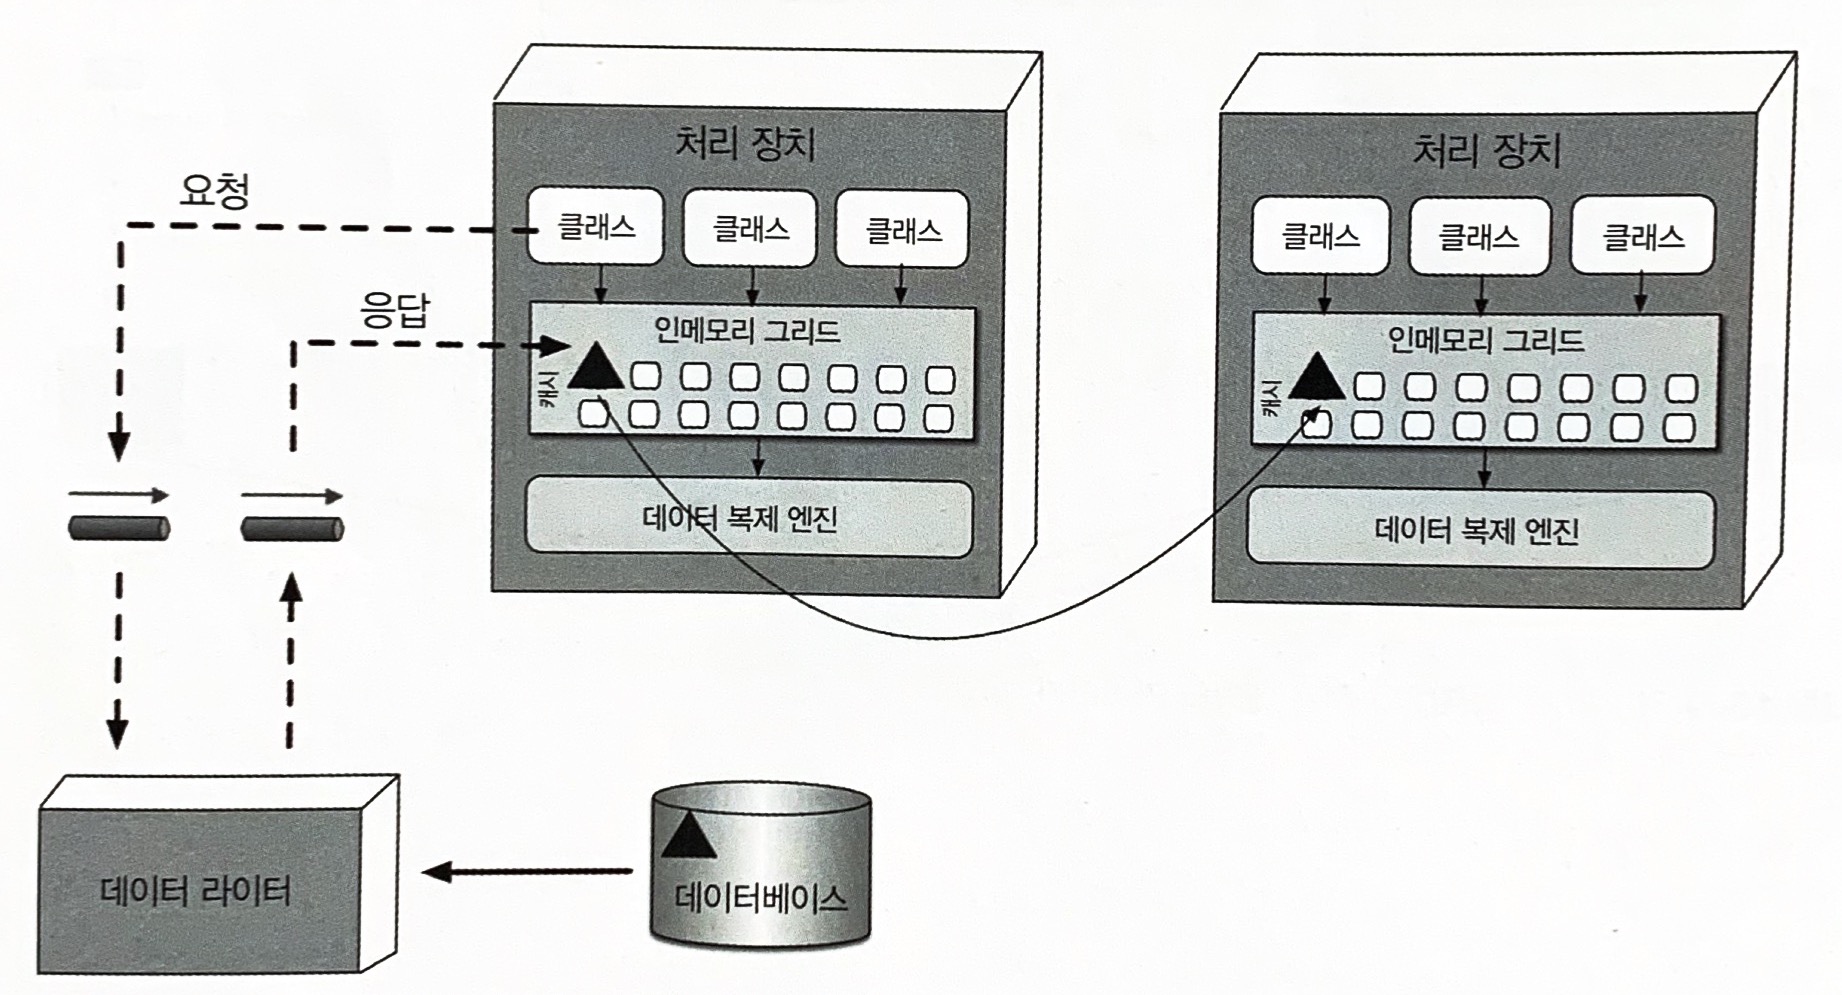 처리 장치
처리 장치
요청
클래스
클래스
클래스
클래스
클래스
클래스
응답
인메모리 그리드
인메모리 그리드
캐시
캐시
데이터 복제 엔진
데이터 복제 엔진
데이터 라이터
데이터베이스